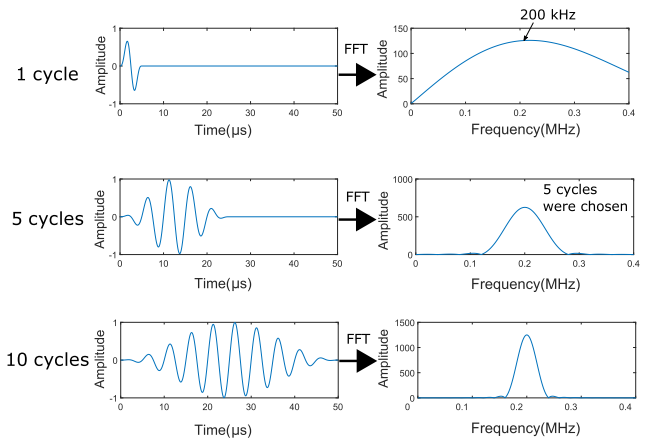 1 cycle
Amplitude
1
0
-1
0 10 20 30 40 50
Time(µs)
FFT
200 kHz
Amplitude
150
100
50
0
0 0.1 0.2 0.3 0.4
Frequency(MHz)
5 cycles
Amplitude
1
0
-1
0 10 20 30 40 50
Time(µs)
FFT
5 cycles
were chosen
Amplitude
1000
500
0
0 0.1 0.2 0.3 0.4
Frequency(MHz)
10 cycles
Amplitude
1
0
-1
0 10 20 30 40 50
Time(µs)
FFT
Amplitude
1500
1000
500
0
0 0.1 0.2 0.3 0.4
Frequency(MHz)